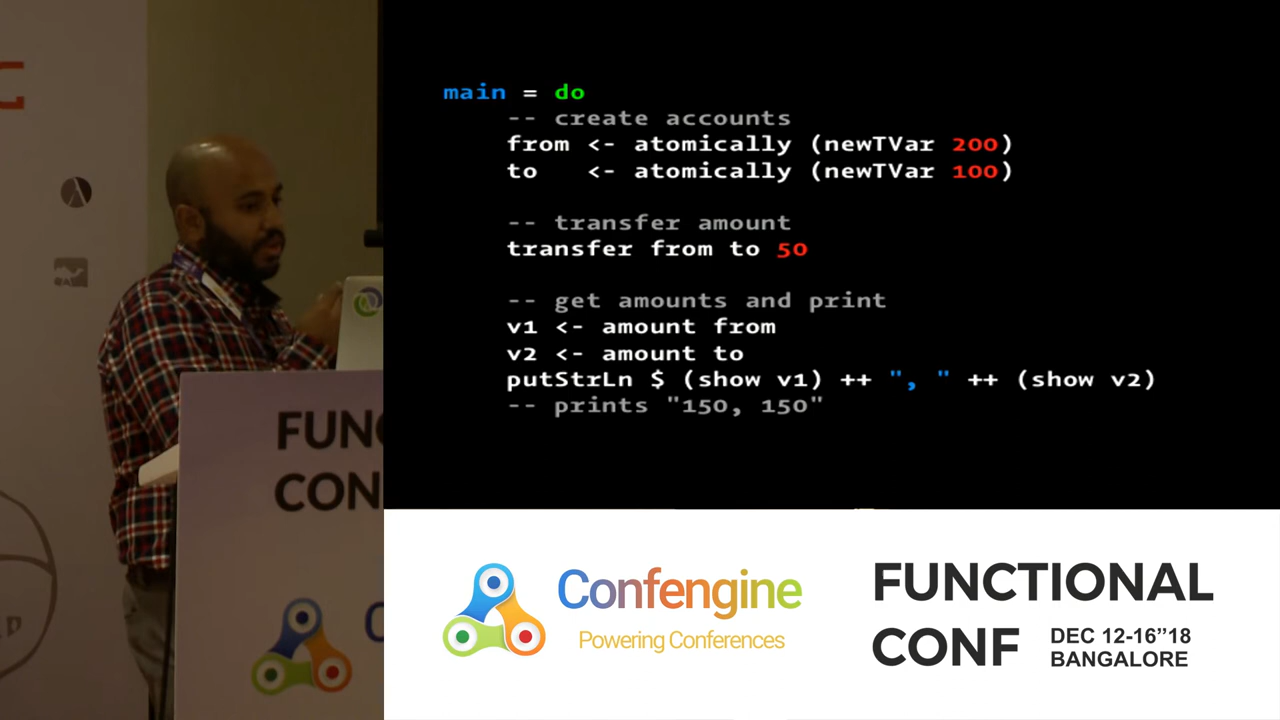 main = do
-- create accounts
from <- atomically (newTVar 200)
to <- atomically (newTVar 100)
-- transfer amount
transfer from to 50
-- get amounts and print
v1 <- amount from
v2 <- amount to
putStrLn $ (show v1) ++ ", " ++ (show v2)
-- prints "150, 150"
FUN
CON
Confengine
Powering Conferences
FUNCTIONAL
CONF
DEC 12-16"18
BANGALORE